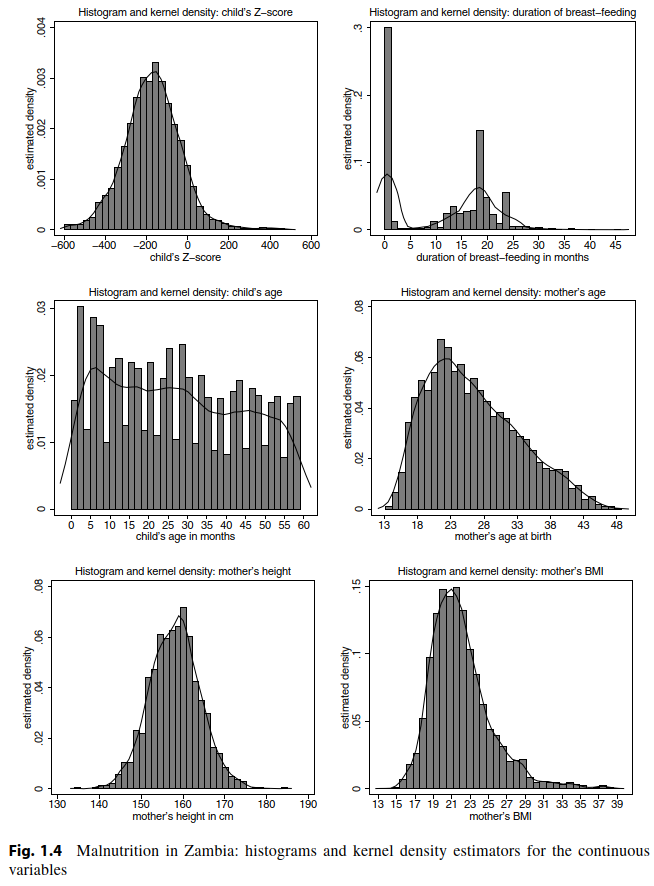 Histogram and kernel density: child's Z−score
estimated density
0 .001 .002 .003 .004
−600 −400 −200 0 200 400 600
child's Z−score
Histogram and kernel density: duration of breast−feeding
estimated density
0 .1 .2 .3
0 5 10 15 20 25 30 35 40 45
duration of breast−feeding in months
Histogram and kernel density: child's age
estimated density
0 .01 .02 .03
0 5 10 15 20 25 30 35 40 45 50 55 60
child's age in months
Histogram and kernel density: mother's age
estimated density
0 .02 .04 .06 .08
13 18 23 28 33 38 43 48
mother's age at birth
Histogram and kernel density: mother's height
estimated density
0 .02 .04 .06 .08
130 140 150 160 170 180 190
mother's height in cm
Histogram and kernel density: mother's BMI
estimated density
0 .05 .1 .15
13 15 17 19 21 23 25 27 29 31 33 35 37 39
mother's BMI
Fig. 1.4 Malnutrition in Zambia: histograms and kernel density estimators for the continuous
variables